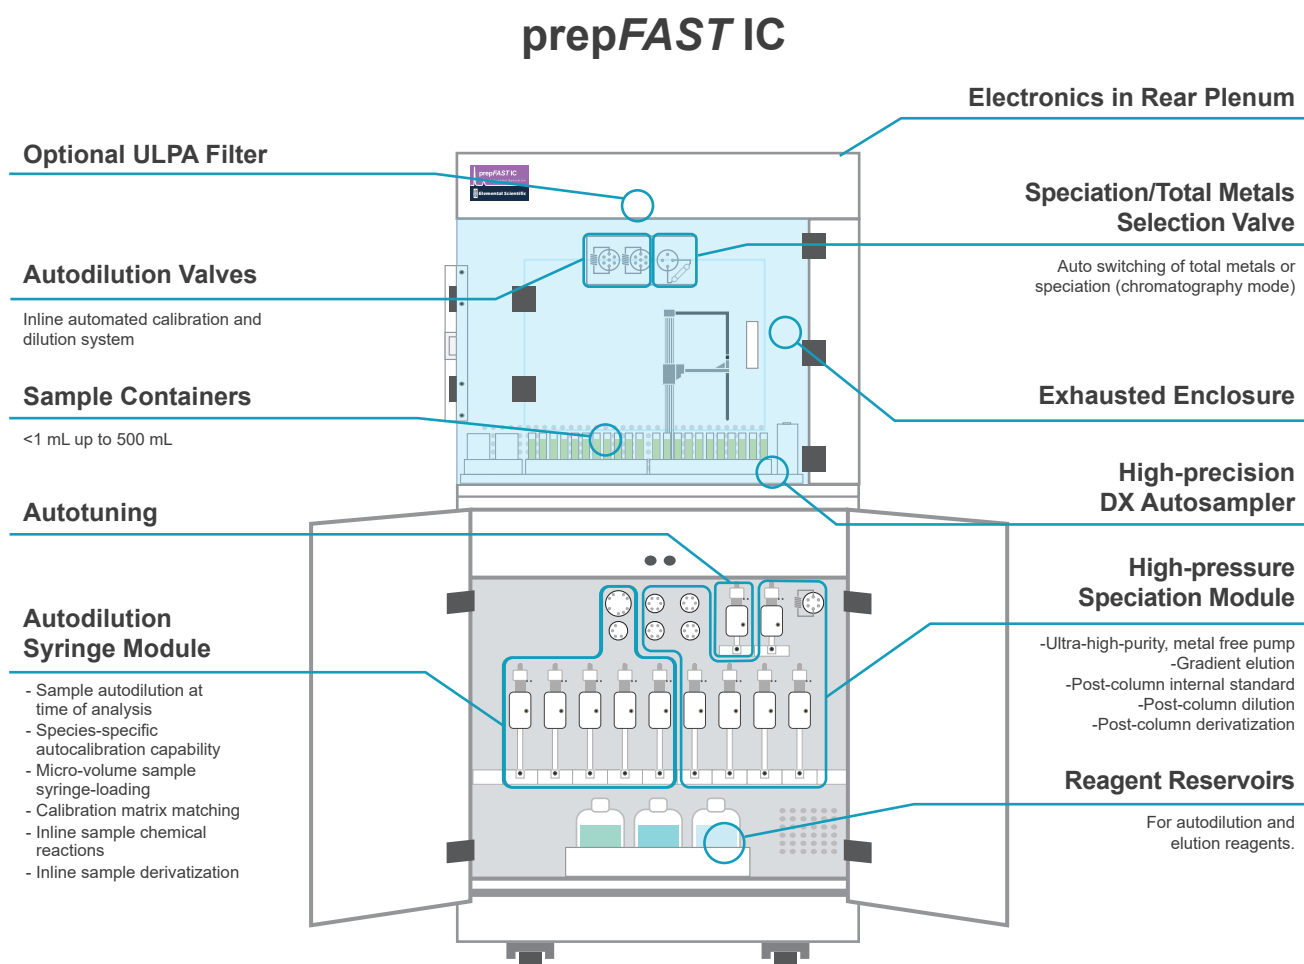 prepFAST IC
Electronics in Rear Plenum
Optional ULPA Filter
prepFAST IC
Elemental Scientific
Speciation/Total Metals
Selection Valve
Auto switching of total metals or
speciation (chromatography mode)
Autodilution Valves
Inline automated calibration and
dilution system
Sample Containers
<1 mL up to 500 mL
Exhausted Enclosure
High-precision
DX Autosampler
Autotuning
High-pressure
Speciation Module
-Ultra-high-purity, metal free pump
-Gradient elution
-Post-column internal standard
-Post-column dilution
-Post-column derivatization
Autodilution
Syringe Module
- Sample autodilution at
time of analysis
- Species-specific
autocalibration capability
- Micro-volume sample
syringe-loading
- Calibration matrix matching
- Inline sample chemical
reactions
- Inline sample derivatization
Reagent Reservoirs
For autodilution and
elution reagents.